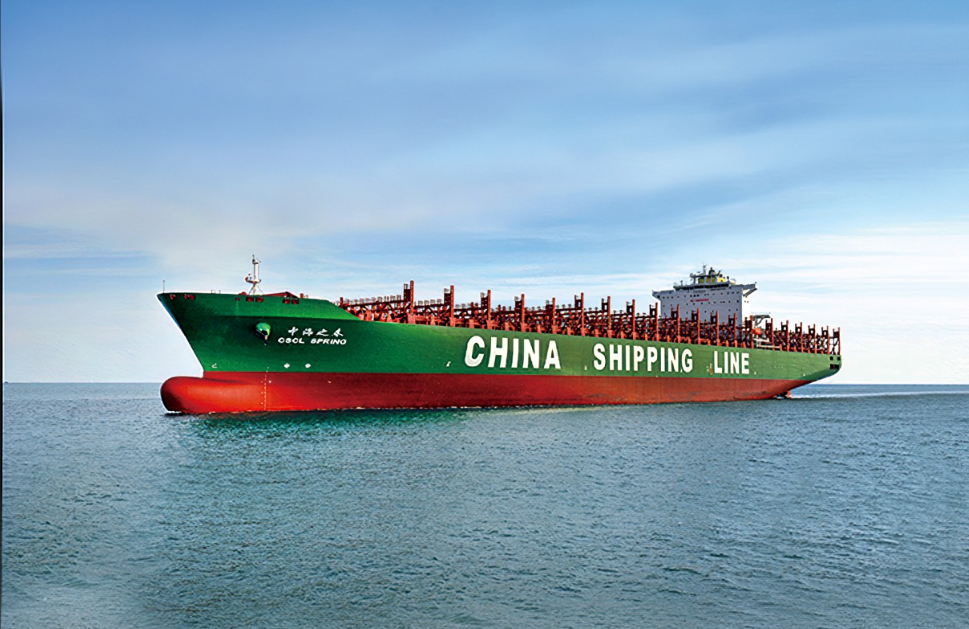 中海之春
CSCL SPRING
CHINA SHIPPING LINE